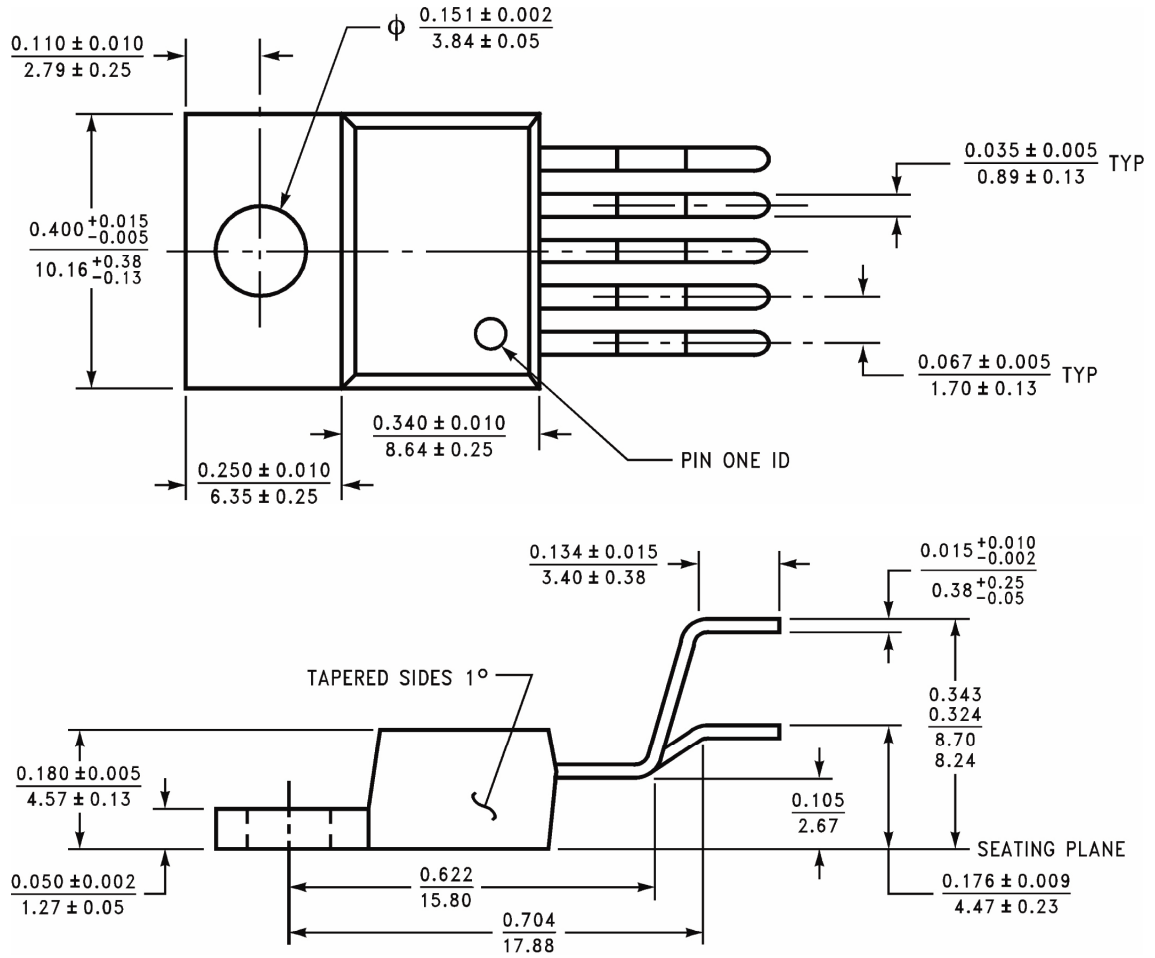 ϕ 0.151 ± 0.002
3.84 ± 0.05
0.110 ± 0.010
2.79 ± 0.25
0.035 ± 0.005 TYP
0.89 ± 0.13
0.400 +0.015 -0.005
10.16 +0.38 -0.13
0.067 ± 0.005 TYP
1.70 ± 0.13
0.340 ± 0.010
8.64 ± 0.25
PIN ONE ID
0.250 ± 0.010
6.35 ± 0.25
0.134 ± 0.015
3.40 ± 0.38
0.015 +0.010 -0.002
0.38 +0.25 -0.05
TAPERED SIDES 1°
0.343
0.324
8.70
8.24
0.180 ±0.005
4.57 ± 0.13
0.105
2.67
SEATING PLANE
0.050 ±0.002
1.27 ± 0.05
0.622
15.80
0.176 ± 0.009
4.47 ± 0.23
0.704
17.88